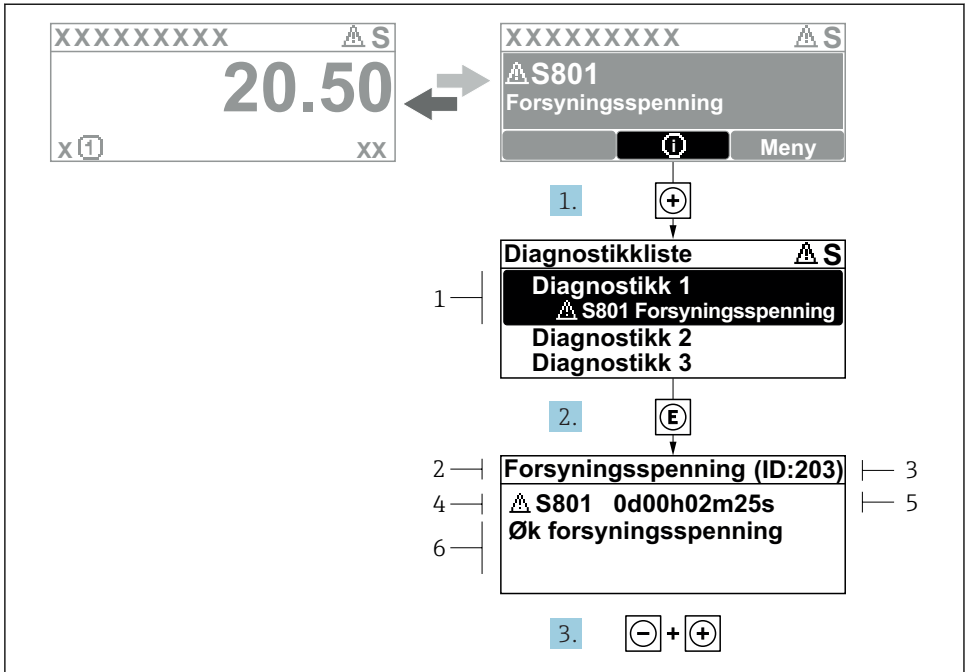 XXXXXXXXX ⚠ S
20.50
x ① xx
XXXXXXXXX ⚠ S
⚠ S801
Forsyningsspenning
ⓘ Meny
1. +
Diagnostikkliste ⚠ S
1
Diagnostikk 1
⚠ S801 Forsyningsspenning
Diagnostikk 2
Diagnostikk 3
2. E
2 Forsyningsspenning (ID:203) 3
4 ⚠ S801 0d00h02m25s 5
6 Øk forsyningsspenning
3. - + +